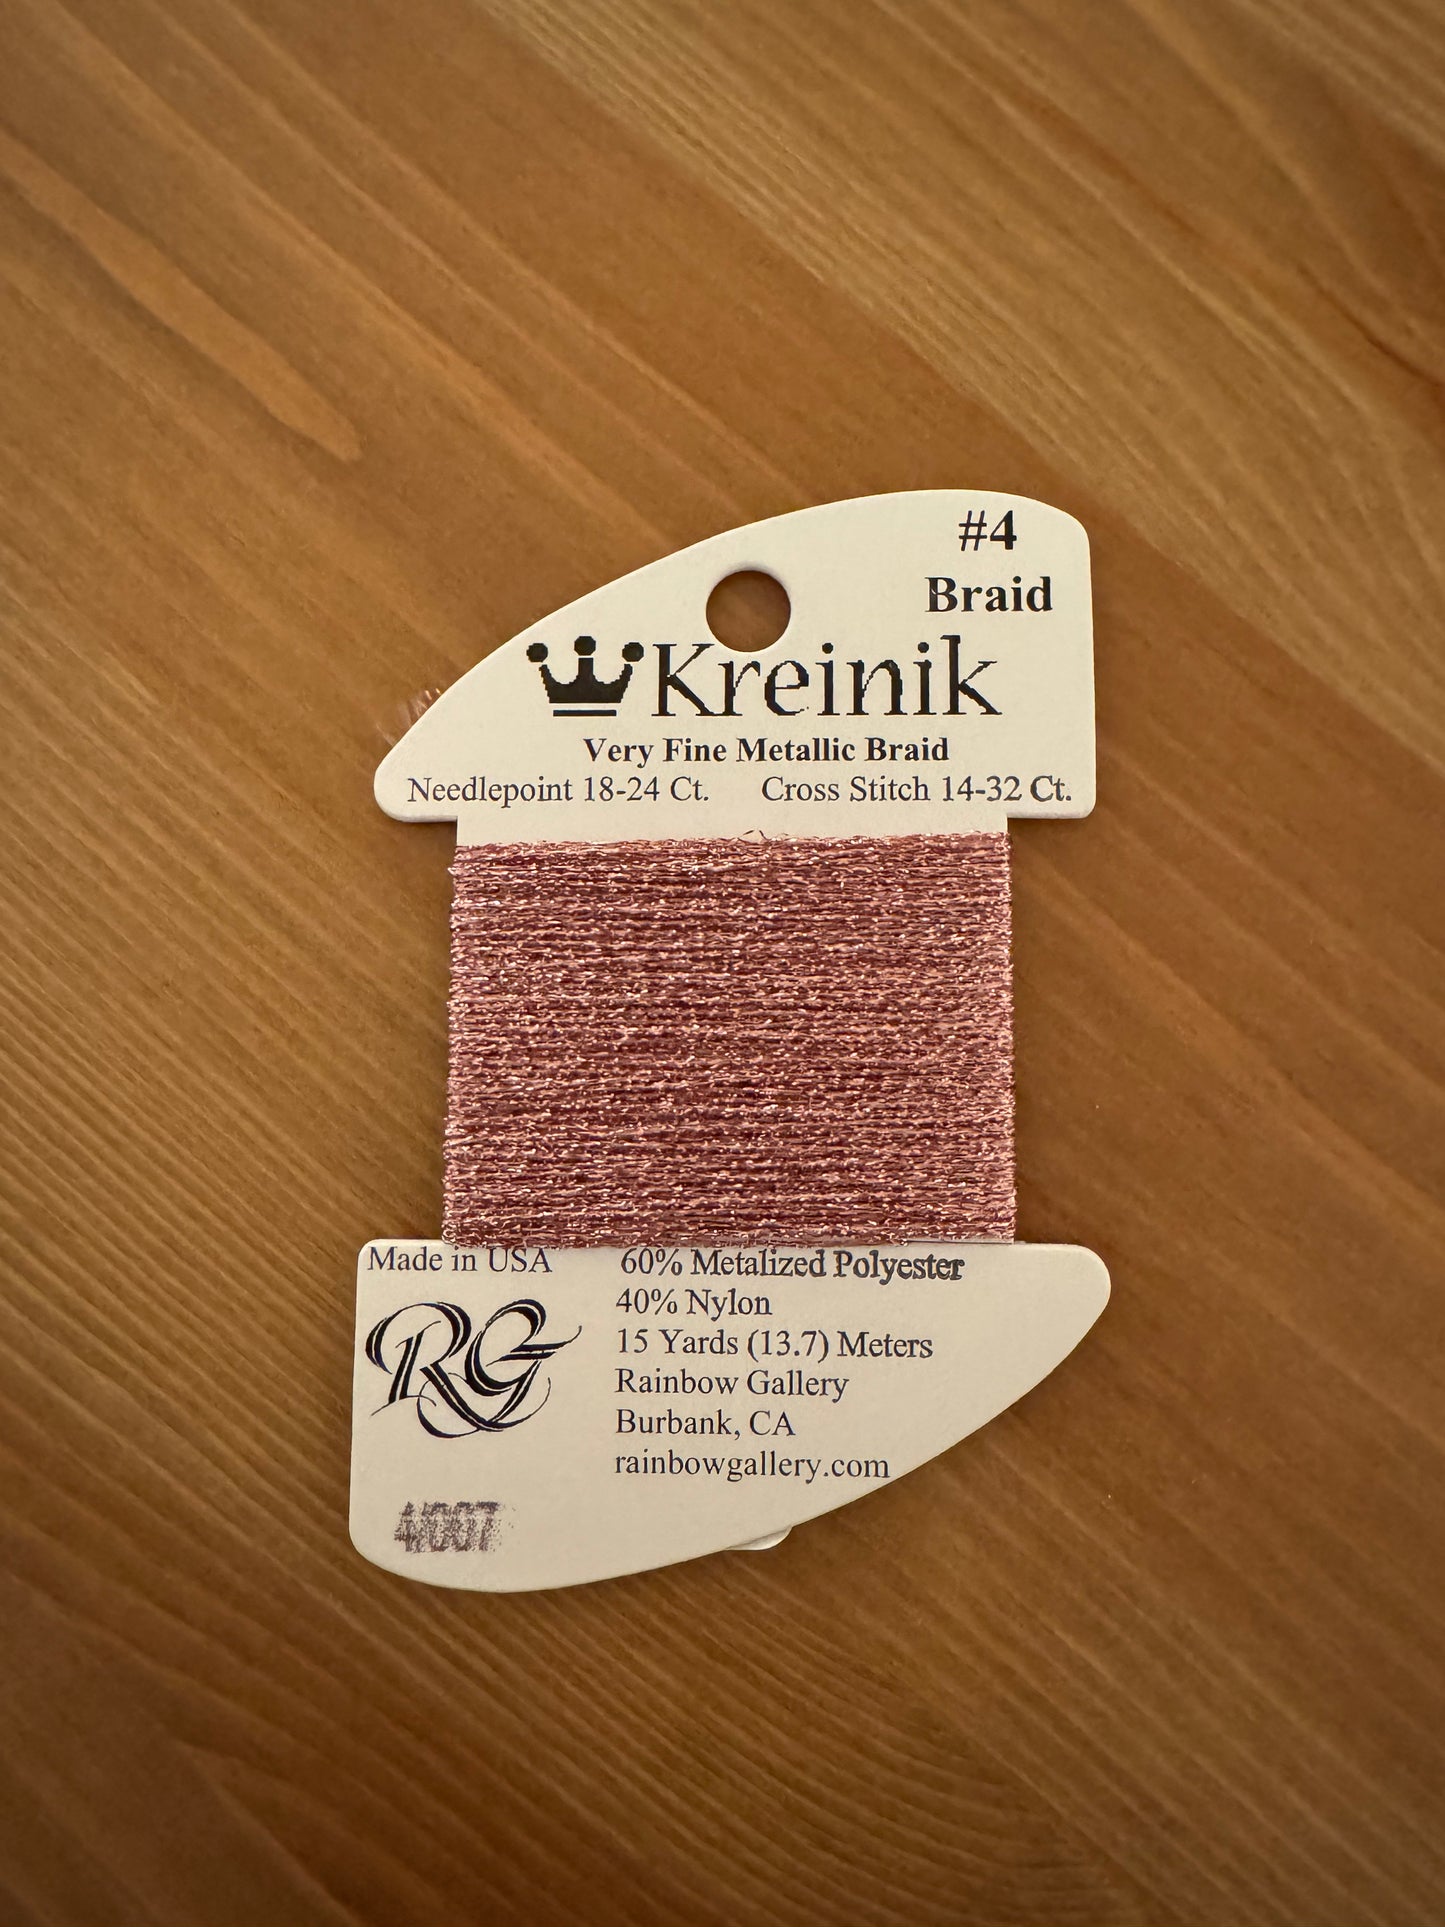 #4
Braid
Kreinik
Very Fine Metallic Braid
Needlepoint 18-24 Ct. Cross Stitch 14-32 Ct.
Made in USA
60% Metalized Polyester
40% Nylon
15 Yards (13.7) Meters
RG
Rainbow Gallery
Burbank, CA
rainbowgallery.com